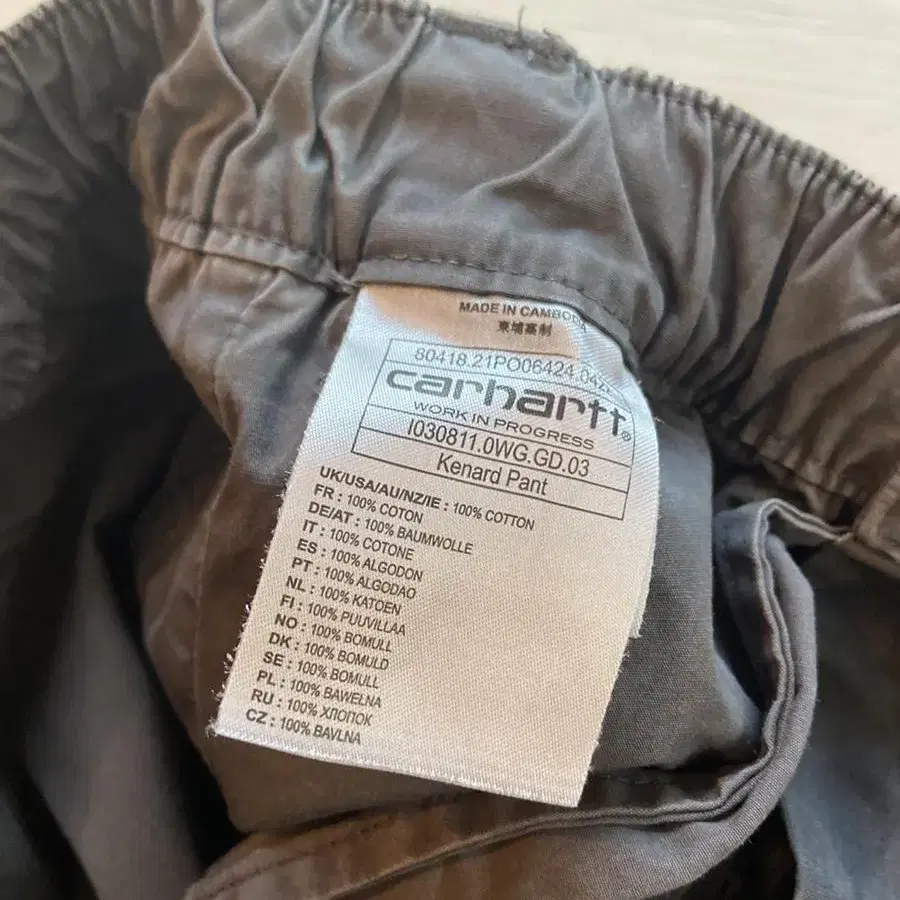 MADE IN CAMBODIA
柬埔寨制
80418.21PO06424.04
carhartt®
WORK IN PROGRESS
I030811.0WG.GD.03
Kenard Pant
UK/USA/AU/NZ/IE : 100% COTTON
FR : 100% COTON
DE/AT : 100% BAUMWOLLE
IT : 100% COTONE
ES : 100% ALGODON
PT : 100% ALGODAO
NL : 100% KATOEN
FI : 100% PUUVILLAA
NO : 100% BOMULL
DK : 100% BOMULD
SE : 100% BOMULL
PL : 100% BAWEŁNA
RU : 100% ХЛОПОК
CZ : 100% BAVLNA